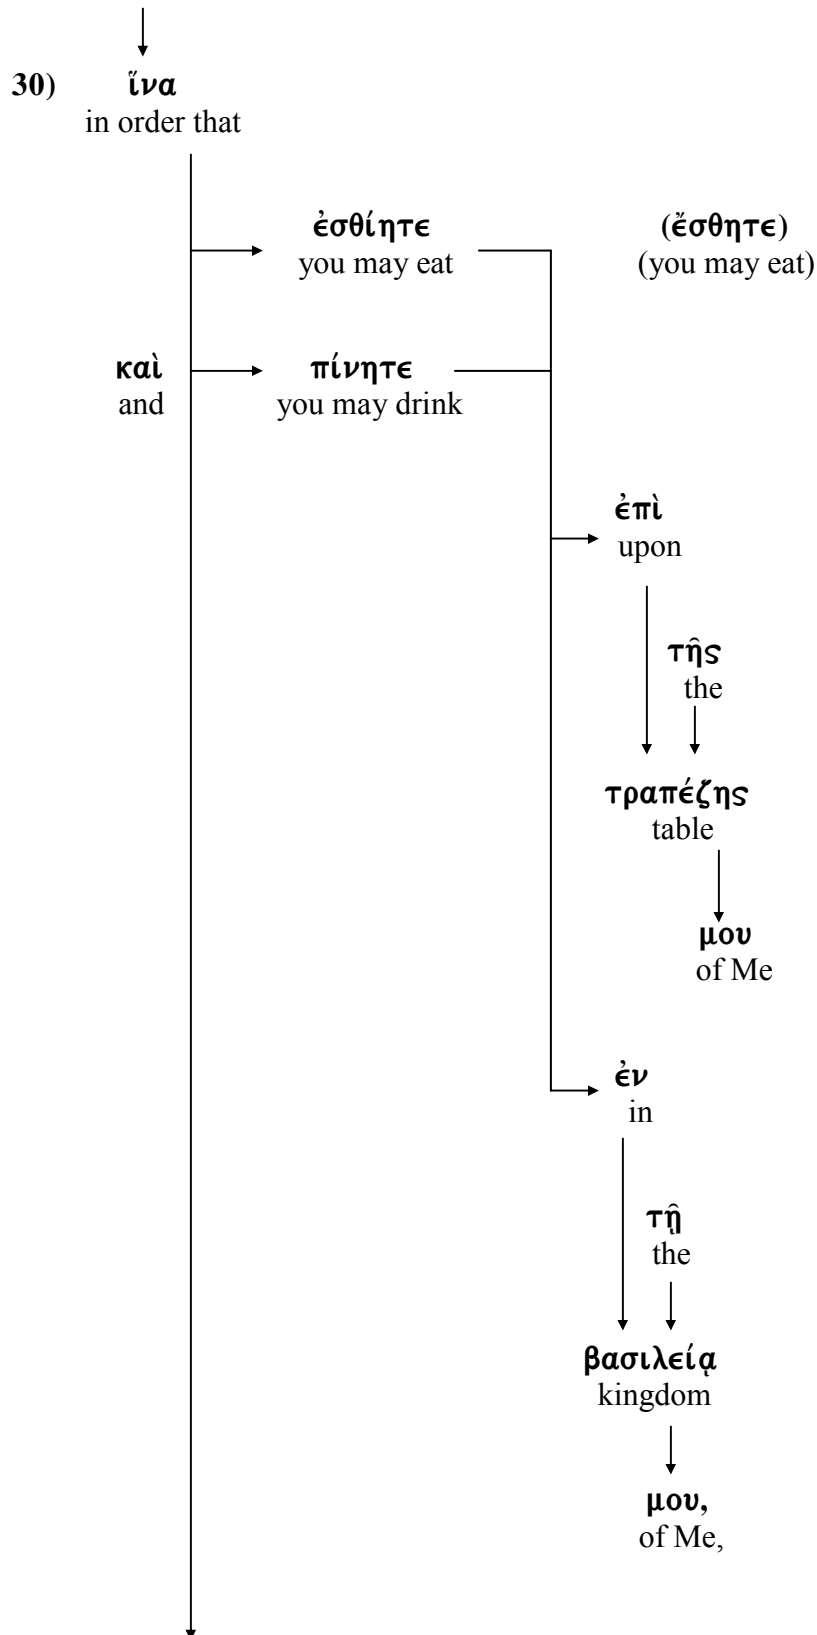 30) ἵνα
in order that
ἐσθίητε (ἔσθητε)
you may eat (you may eat)
καὶ πίνητε
and you may drink
ἐπὶ
upon
τῆς
the
τραπέζης
table
μου
of Me
ἐν
in
τῇ
the
βασιλείᾳ
kingdom
μου,
of Me,